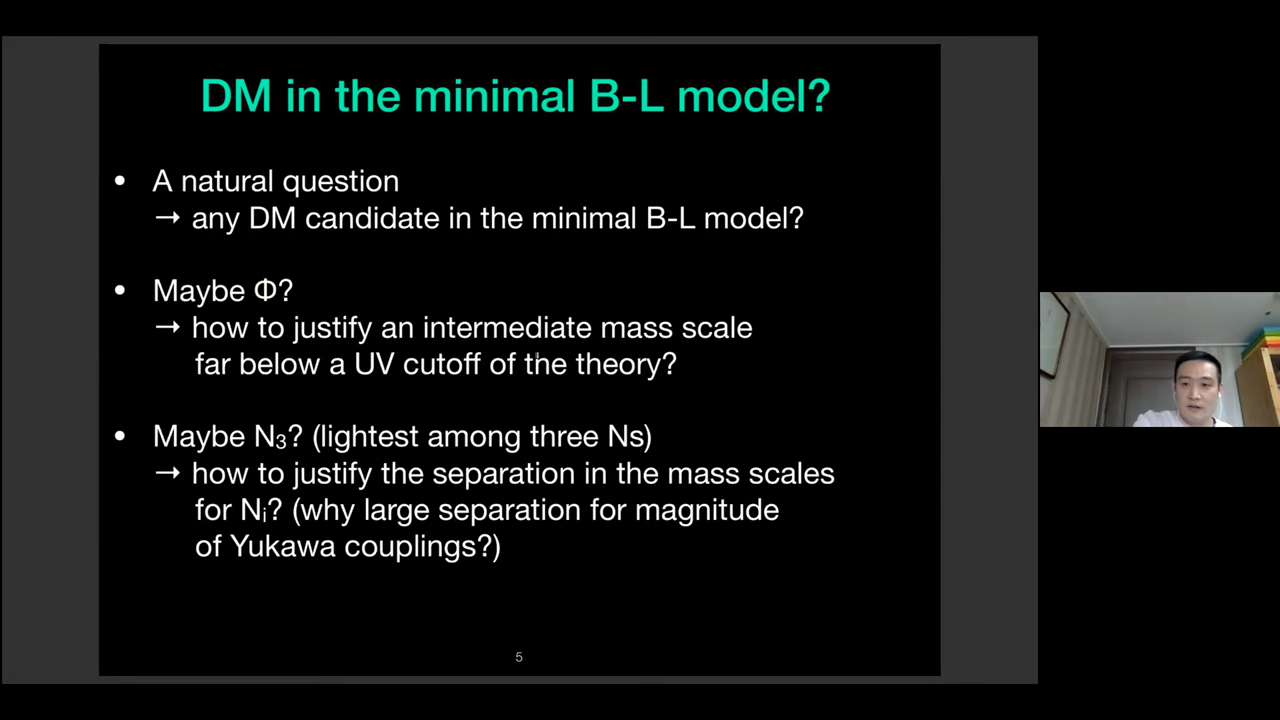 DM in the minimal B-L model?
• A natural question
→ any DM candidate in the minimal B-L model?
• Maybe Φ?
→ how to justify an intermediate mass scale
far below a UV cutoff of the theory?
• Maybe N₃? (lightest among three Ns)
→ how to justify the separation in the mass scales
for Nᵢ? (why large separation for magnitude
of Yukawa couplings?)
5